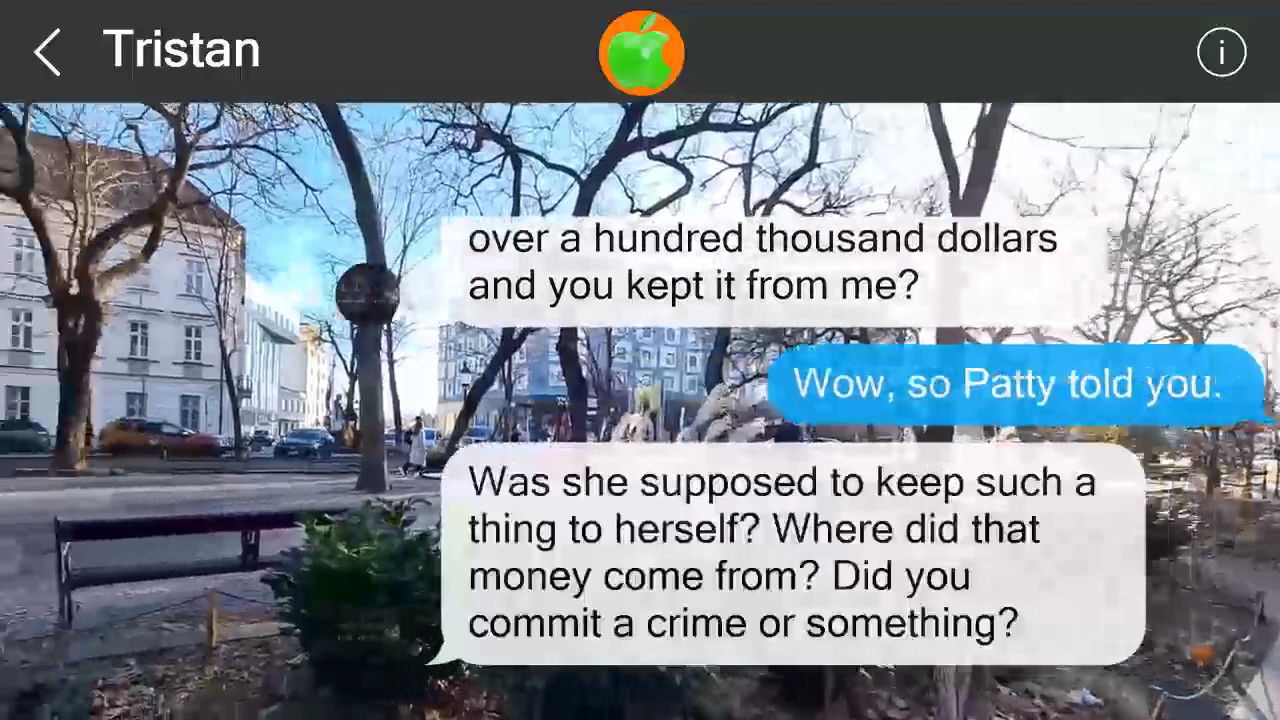 Tristan
i
over a hundred thousand dollars
and you kept it from me?
Wow, so Patty told you.
Was she supposed to keep such a
thing to herself? Where did that
money come from? Did you
commit a crime or something?